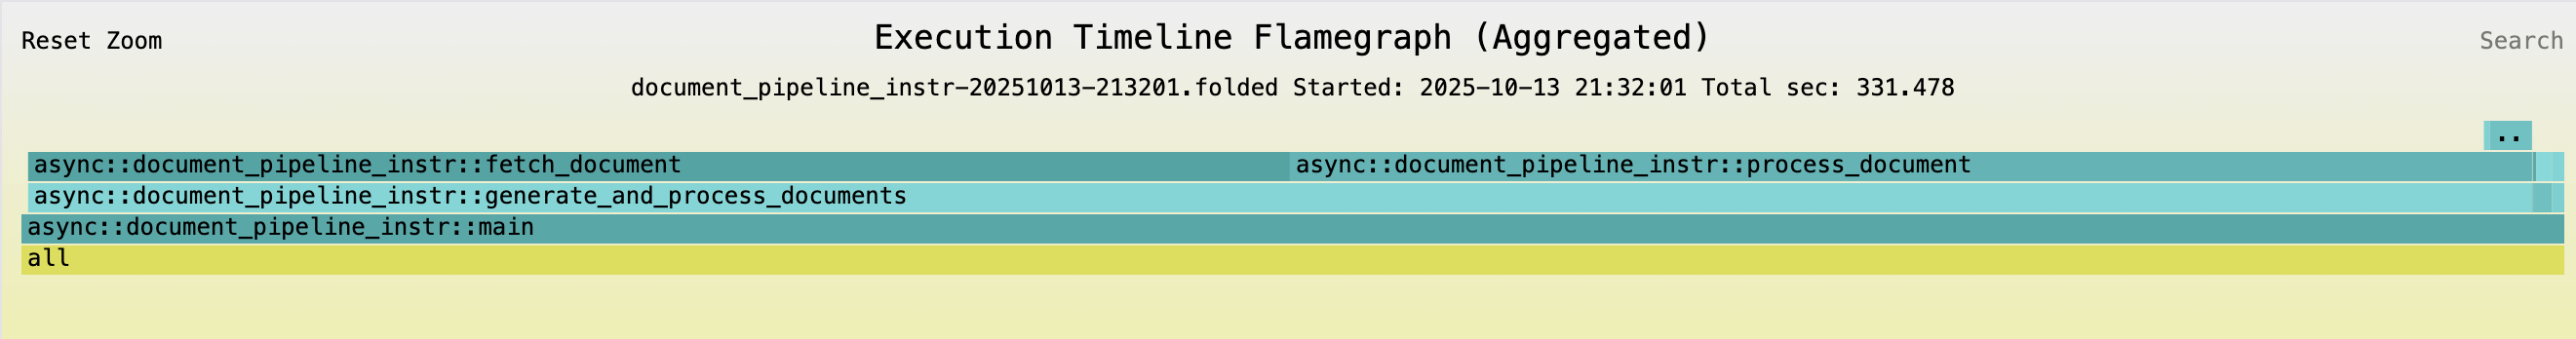 Reset Zoom
Execution Timeline Flamegraph (Aggregated)
Search
document_pipeline_instr-20251013-213201.folded Started: 2025-10-13 21:32:01 Total sec: 331.478
..
async::document_pipeline_instr::fetch_document
async::document_pipeline_instr::process_document
async::document_pipeline_instr::generate_and_process_documents
async::document_pipeline_instr::main
all